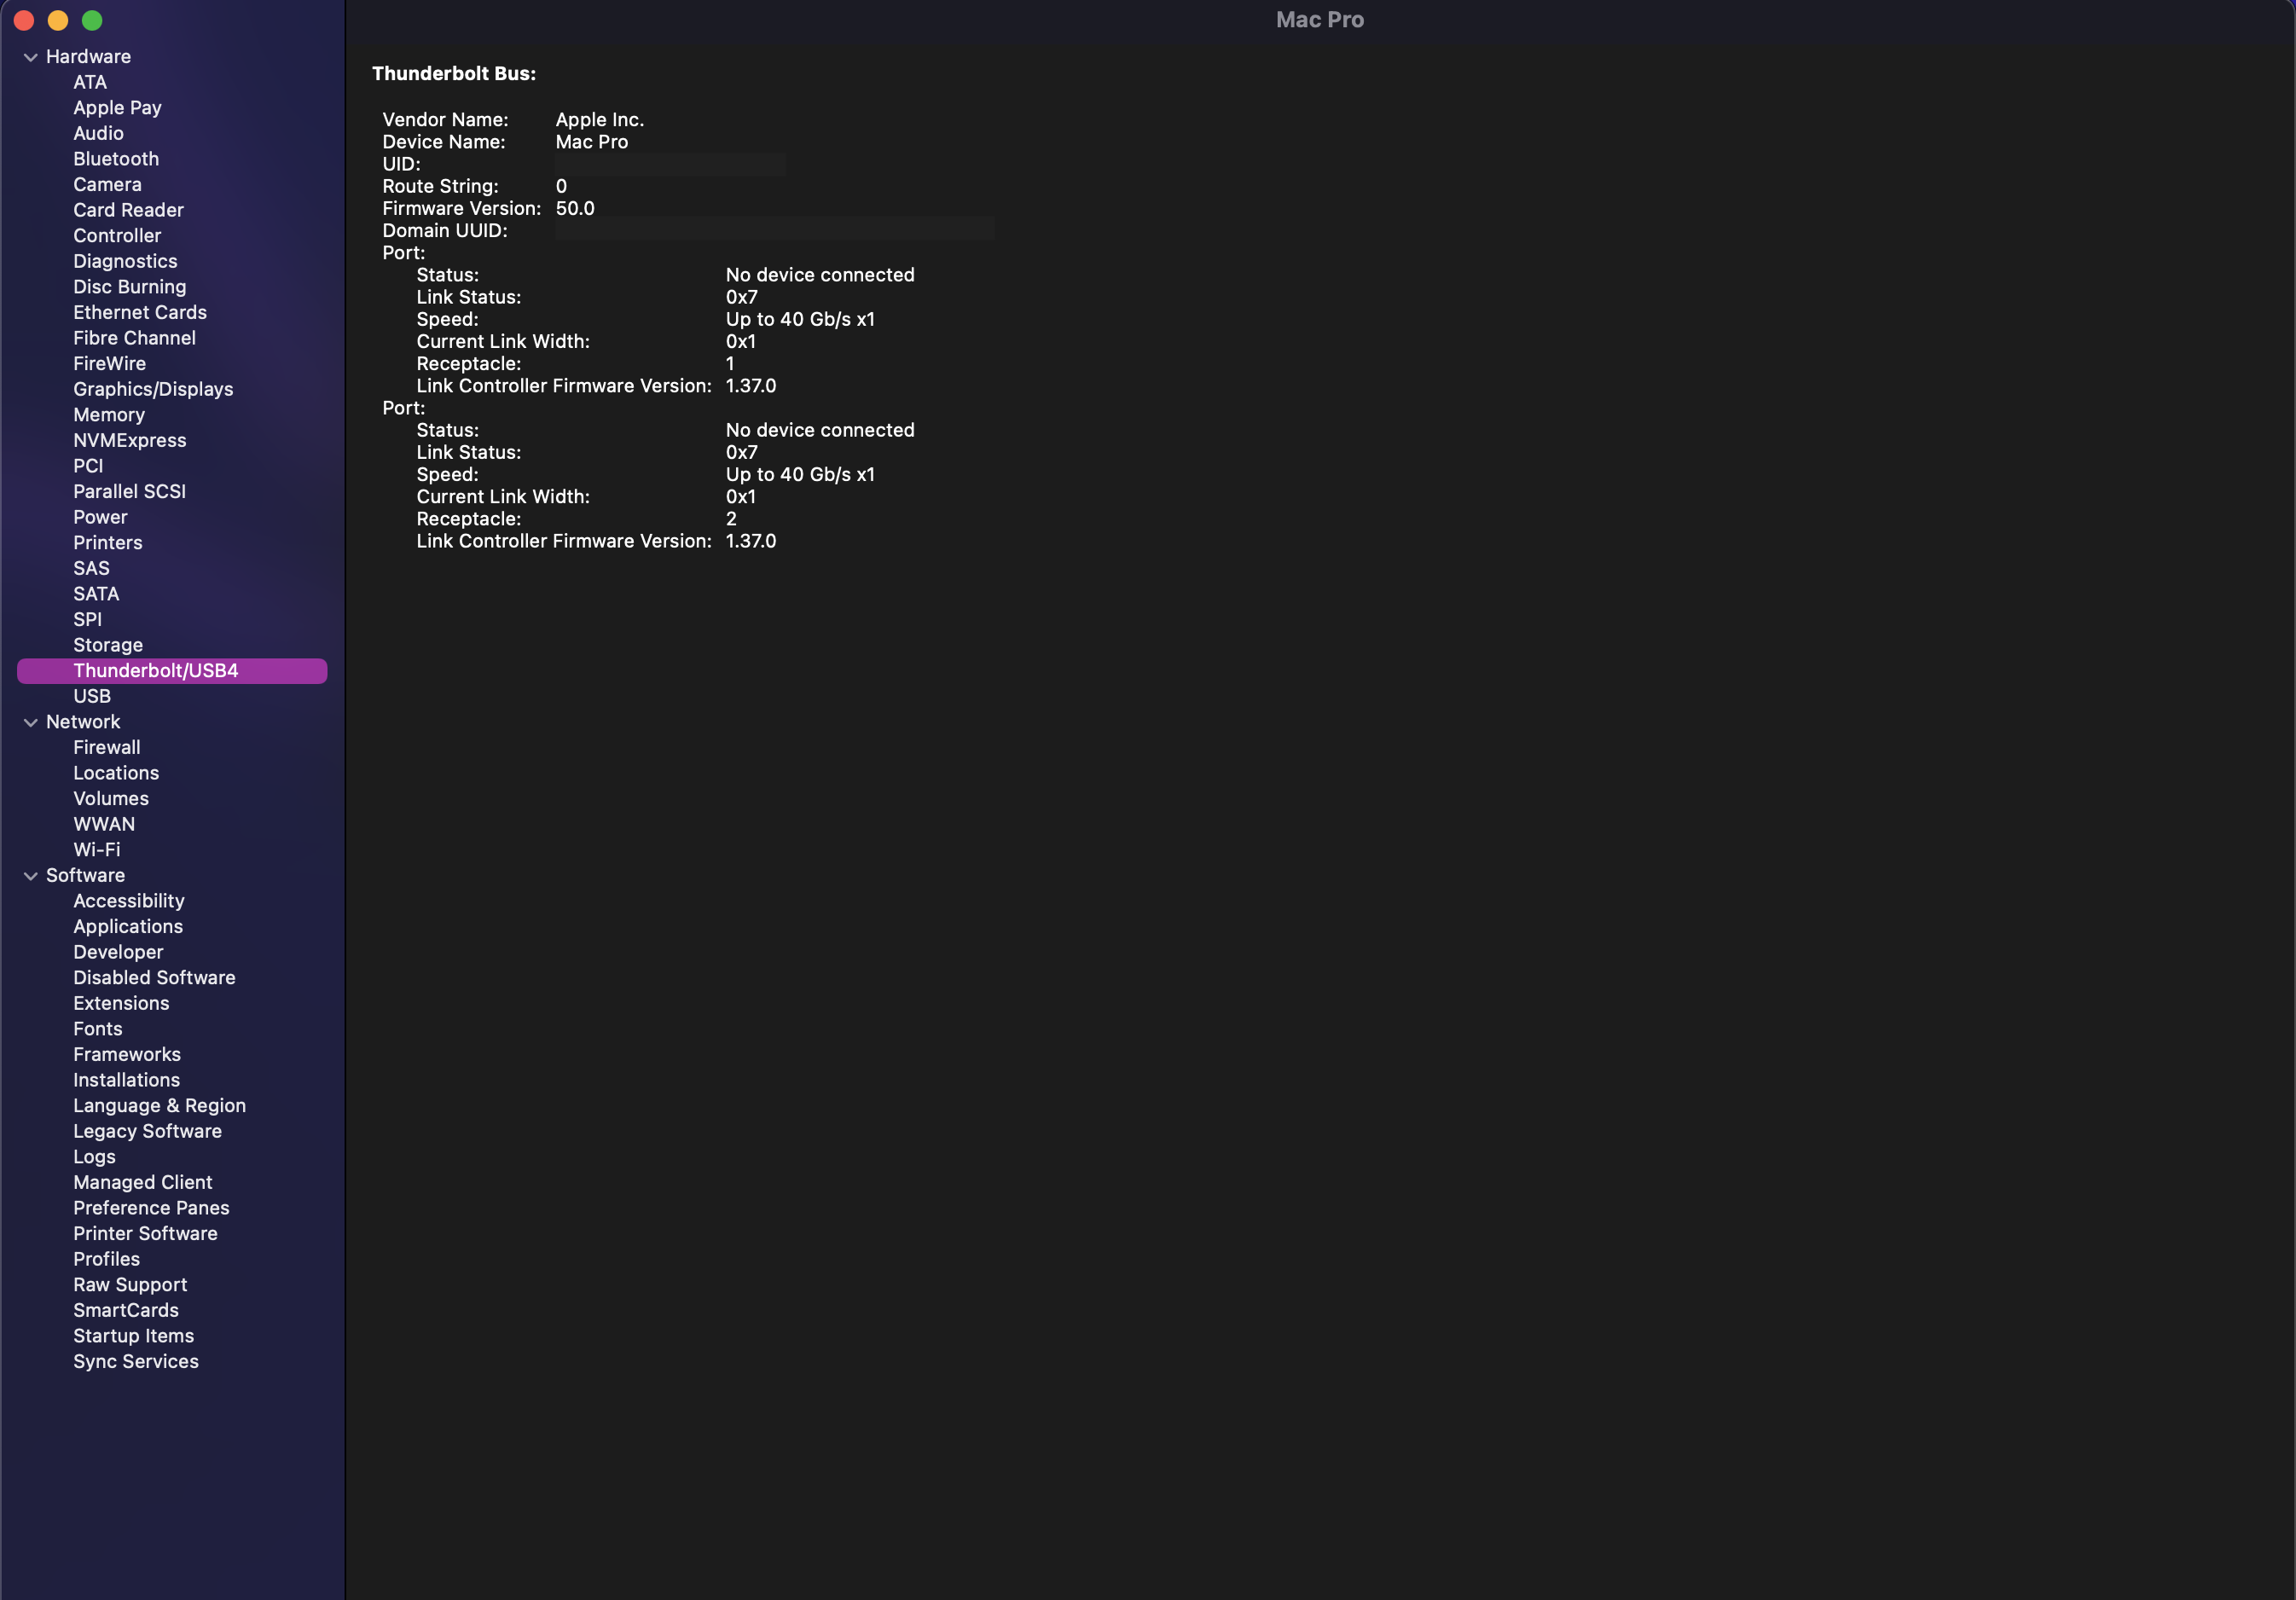 Mac Pro
Hardware
ATA
Apple Pay
Audio
Bluetooth
Camera
Card Reader
Controller
Diagnostics
Disc Burning
Ethernet Cards
Fibre Channel
FireWire
Graphics/Displays
Memory
NVMExpress
PCI
Parallel SCSI
Power
Printers
SAS
SATA
SPI
Storage
Thunderbolt/USB4
USB
Network
Firewall
Locations
Volumes
WWAN
Wi-Fi
Software
Accessibility
Applications
Developer
Disabled Software
Extensions
Fonts
Frameworks
Installations
Language & Region
Legacy Software
Logs
Managed Client
Preference Panes
Printer Software
Profiles
Raw Support
SmartCards
Startup Items
Sync Services
Thunderbolt Bus:
Vendor Name: Apple Inc.
Device Name: Mac Pro
UID:
Route String: 0
Firmware Version: 50.0
Domain UUID:
Port:
Status: No device connected
Link Status: 0x7
Speed: Up to 40 Gb/s x1
Current Link Width: 0x1
Receptacle: 1
Link Controller Firmware Version: 1.37.0
Port:
Status: No device connected
Link Status: 0x7
Speed: Up to 40 Gb/s x1
Current Link Width: 0x1
Receptacle: 2
Link Controller Firmware Version: 1.37.0